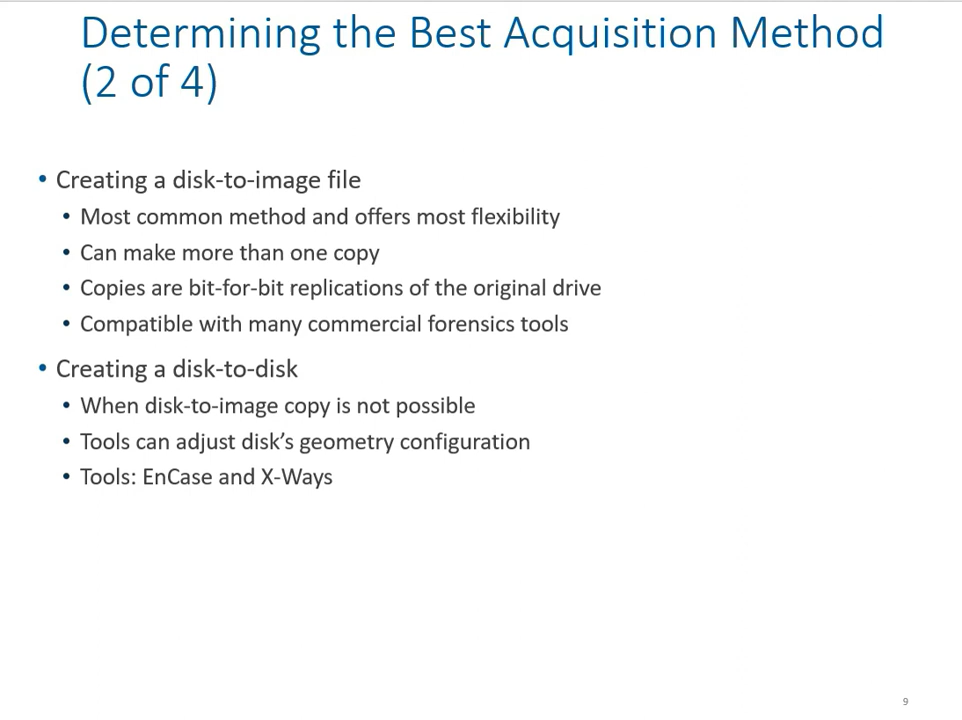 Determining the Best Acquisition Method
(2 of 4)
• Creating a disk-to-image file
• Most common method and offers most flexibility
• Can make more than one copy
• Copies are bit-for-bit replications of the original drive
• Compatible with many commercial forensics tools
• Creating a disk-to-disk
• When disk-to-image copy is not possible
• Tools can adjust disk’s geometry configuration
• Tools: EnCase and X-Ways
9